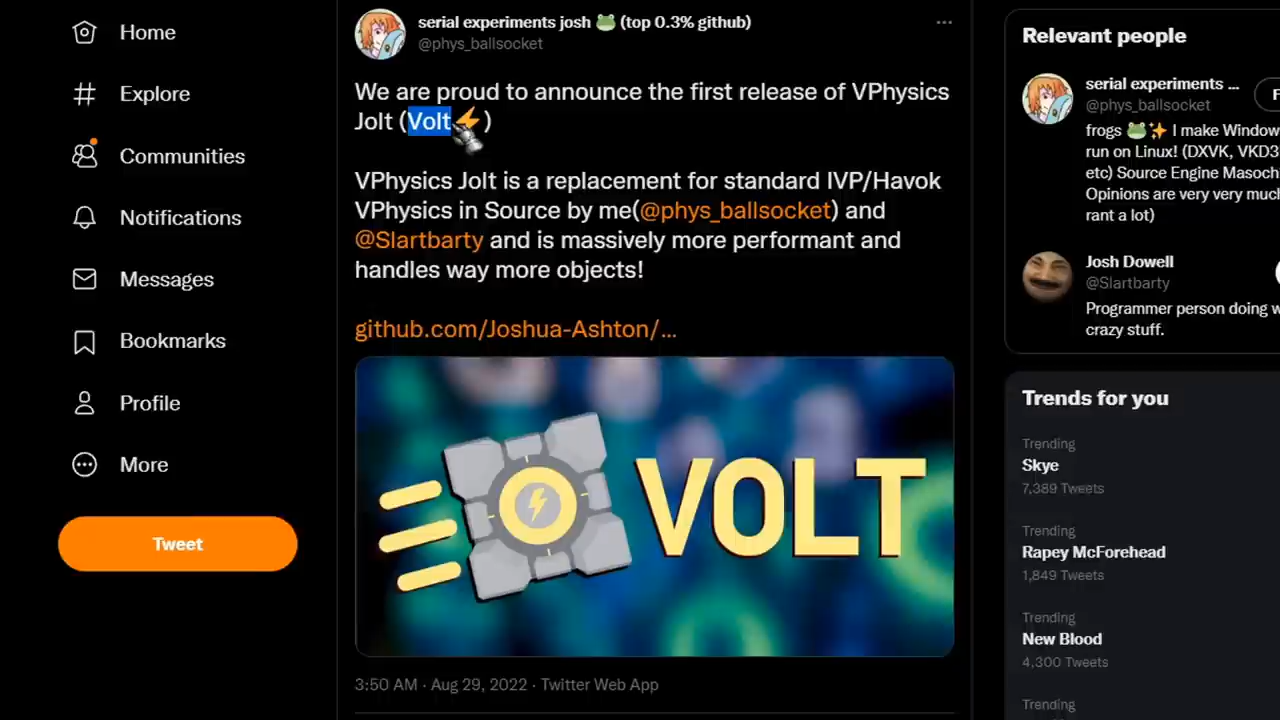 Home
Explore
Communities
Notifications
Messages
Bookmarks
Profile
More
Tweet
serial experiments josh 🐸 (top 0.3% github)
@phys_ballsocket
We are proud to announce the first release of VPhysics
Jolt (Volt⚡)
VPhysics Jolt is a replacement for standard IVP/Havok
VPhysics in Source by me(@phys_ballsocket) and
@Slartbarty and is massively more performant and
handles way more objects!
github.com/Joshua-Ashton/...
VOLT
3:50 AM · Aug 29, 2022 · Twitter Web App
Relevant people
serial experiments ...
@phys_ballsocket
F
frogs 🐸✨ I make Window
run on Linux! (DXVK, VKD3
etc) Source Engine Masoch
Opinions are very very muc
rant a lot)
Josh Dowell
@Slartbarty
Programmer person doing w
crazy stuff.
Trends for you
Trending
Skye
7,389 Tweets
Trending
Rapey McForehead
1,849 Tweets
Trending
New Blood
4,300 Tweets
Trending